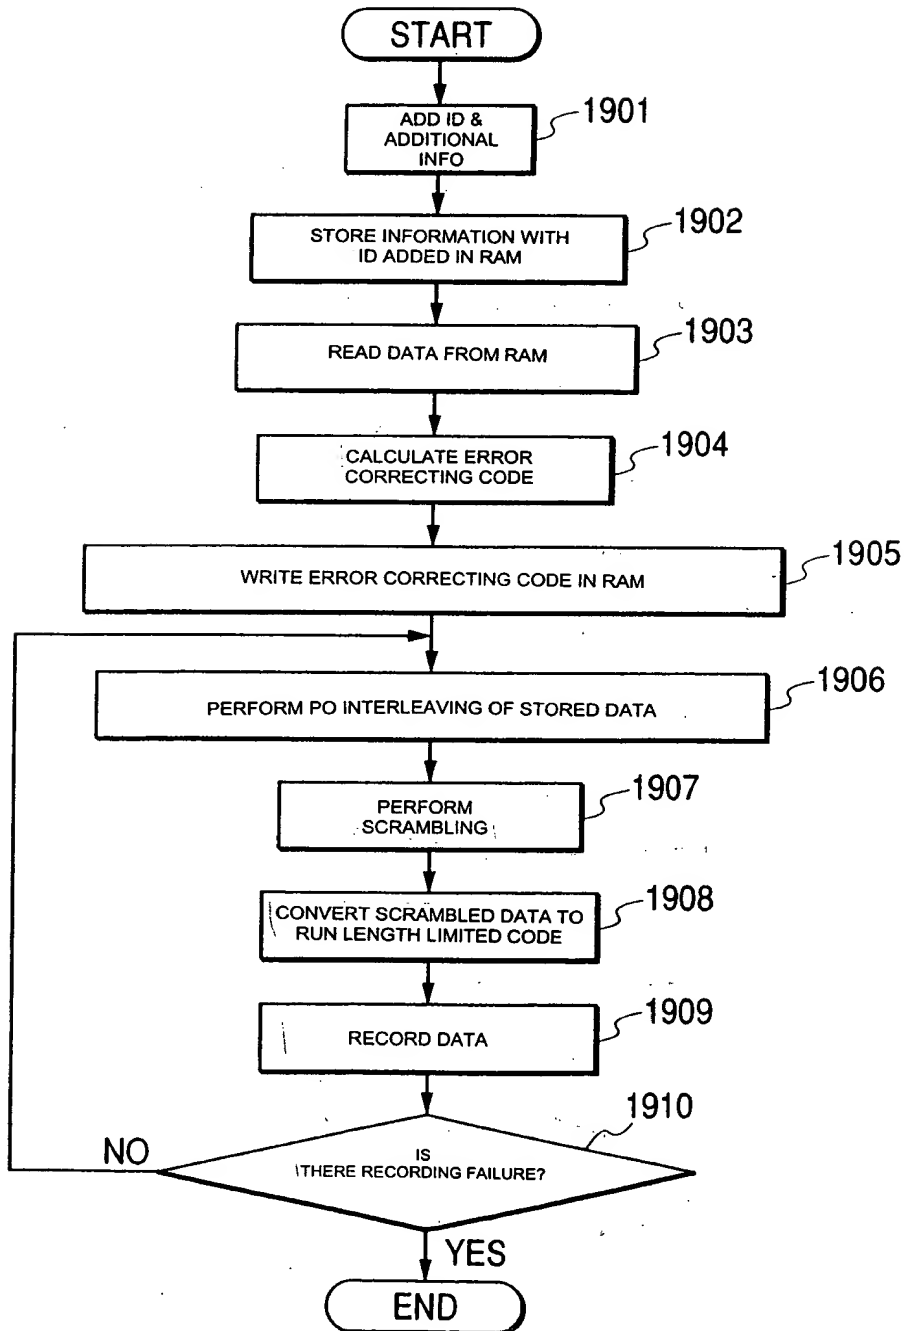 START
ADD ID &
ADDITIONAL
INFO
1901
STORE INFORMATION WITH
ID ADDED IN RAM
1902
READ DATA FROM RAM
1903
CALCULATE ERROR
CORRECTING CODE
1904
WRITE ERROR CORRECTING CODE IN RAM
1905
PERFORM PO INTERLEAVING OF STORED DATA
1906
PERFORM
SCRAMBLING
1907
CONVERT SCRAMBLED DATA TO
RUN LENGTH LIMITED CODE
1908
RECORD DATA
1909
IS
THERE RECORDING FAILURE?
1910
NO
YES
END